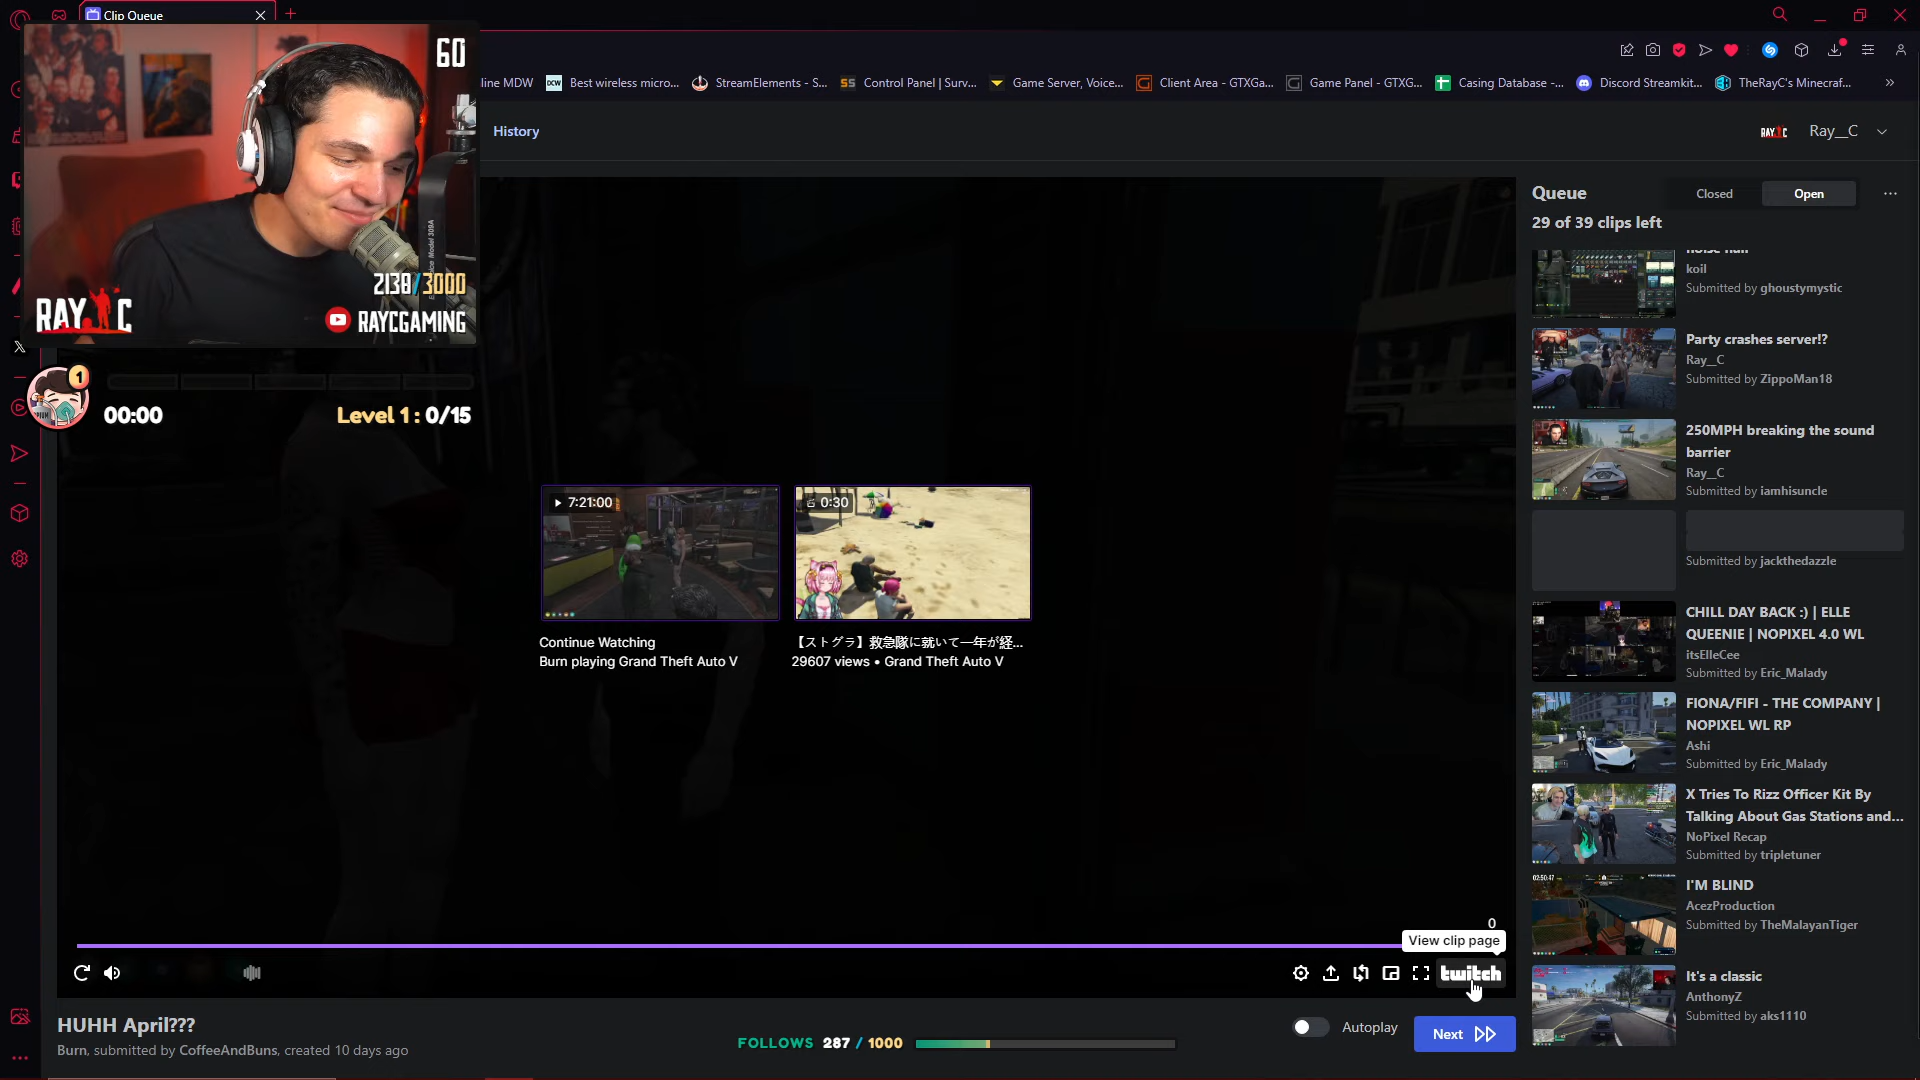 Clip Queue
60
line MDW
Best wireless micro...
StreamElements - S...
Control Panel | Surv...
Game Server, Voice...
Client Area - GTXGa...
Game Panel - GTXG...
Casing Database -...
Discord Streamkit...
TheRayC's Minecraf...
History
RAY C
Ray__C
2138/3000
RAY C
RAYCGAMING
1
00:00
Level 1 : 0/15
Queue
Closed
Open
29 of 39 clips left
koil
Submitted by ghoustymystic
Party crashes server!?
Ray__C
Submitted by ZippoMan18
250MPH breaking the sound
barrier
Ray__C
Submitted by iamhisuncle
Submitted by jackthedazzle
CHILL DAY BACK :) | ELLE
QUEENIE | NOPIXEL 4.0 WL
itsElleCee
Submitted by Eric_Malady
FIONA/FIFI - THE COMPANY |
NOPIXEL WL RP
Ashi
Submitted by Eric_Malady
X Tries To Rizz Officer Kit By
Talking About Gas Stations and...
NoPixel Recap
Submitted by tripletuner
02:50:47
I'M BLIND
AcezProduction
Submitted by TheMalayanTiger
It's a classic
AnthonyZ
Submitted by aks1110
7:21:00
0:30
Continue Watching
Burn playing Grand Theft Auto V
【ストグラ】救急隊に就いて一年が経...
29607 views • Grand Theft Auto V
0
View clip page
twitch
HUHH April???
Burn, submitted by CoffeeAndBuns, created 10 days ago
FOLLOWS 287 / 1000
Autoplay
Next